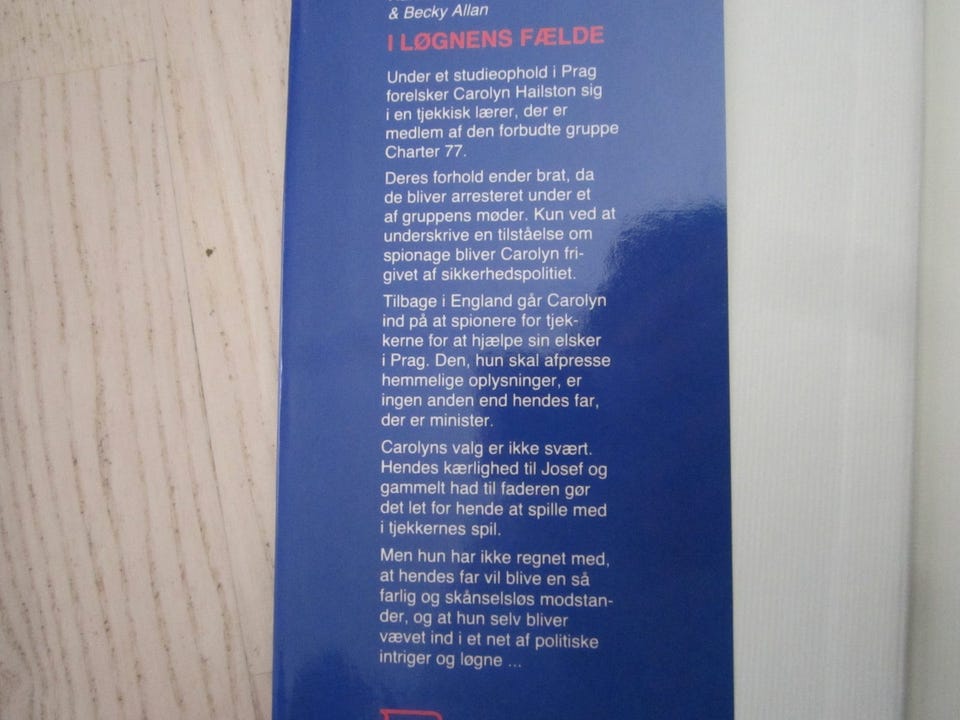 & Becky Allan
I LØGNENS FÆLDE
Under et studieophold i Prag
forelsker Carolyn Hailston sig
i en tjekkisk lærer, der er
medlem af den forbudte gruppe
Charter 77.
Deres forhold ender brat, da
de bliver arresteret under et
af gruppens møder. Kun ved at
underskrive en tilståelse om
spionage bliver Carolyn fri-
givet af sikkerhedspolitiet.
Tilbage i England går Carolyn
ind på at spionere for tjek-
kerne for at hjælpe sin elsker
i Prag. Den, hun skal afpresse
hemmelige oplysninger, er
ingen anden end hendes far,
der er minister.
Carolyns valg er ikke svært.
Hendes kærlighed til Josef og
gammelt had til faderen gør
det let for hende at spille med
i tjekkernes spil.
Men hun har ikke regnet med,
at hendes far vil blive en så
farlig og skånselsløs modstan-
der, og at hun selv bliver
vævet ind i et net af politiske
intriger og løgne ...